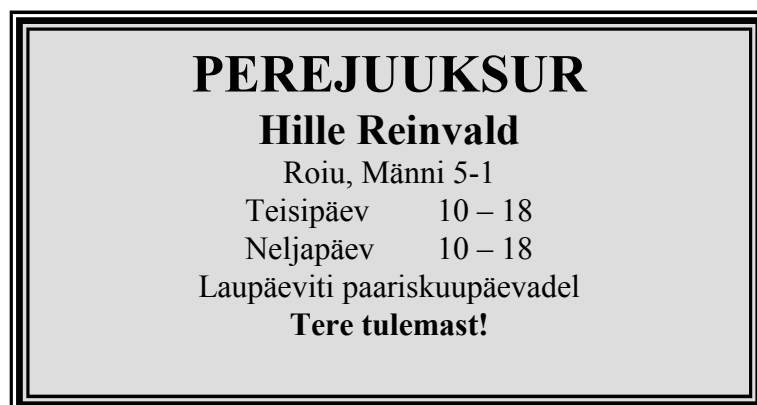 PEREJUUKSUR
Hille Reinvald
Roiu, Männi 5-1
Teisipäev 10 – 18
Neljapäev 10 – 18
Laupäeviti paariskuupäevadel
Tere tulemast!